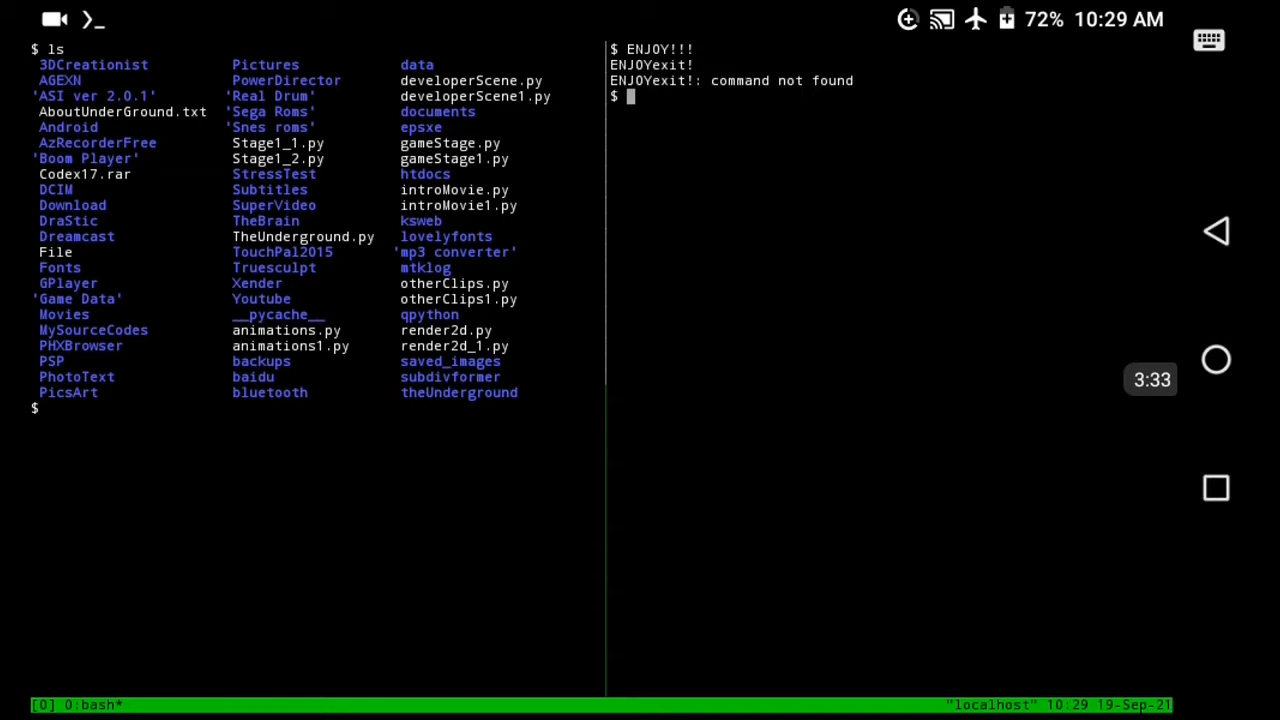 72% 10:29 AM
$ ls
3DCreationist Pictures data
AGEXN PowerDirector developerScene.py
'ASI ver 2.0.1' 'Real Drum' developerScene1.py
AboutUnderGround.txt 'Sega Roms' documents
Android 'Snes roms' epsxe
AzRecorderFree Stage1_1.py gameStage.py
'Boom Player' Stage1_2.py gameStage1.py
Codex17.rar StressTest htdocs
DCIM Subtitles introMovie.py
Download SuperVideo introMovie1.py
DraStic TheBrain ksweb
Dreamcast TheUnderground.py lovelyfonts
File TouchPal2015 'mp3 converter'
Fonts Truesculpt mtklog
GPlayer Xender otherClips.py
'Game Data' Youtube otherClips1.py
Movies __pycache__ qpython
MySourceCodes animations.py render2d.py
PHXBrowser animations1.py render2d_1.py
PSP backups saved_images
PhotoText baidu subdivformer
PicsArt bluetooth theUnderground
$
$ ENJOY!!!
ENJOYexit!
ENJOYexit!: command not found
$
3:33
[0] 0:bash* "localhost" 10:29 19-Sep-21